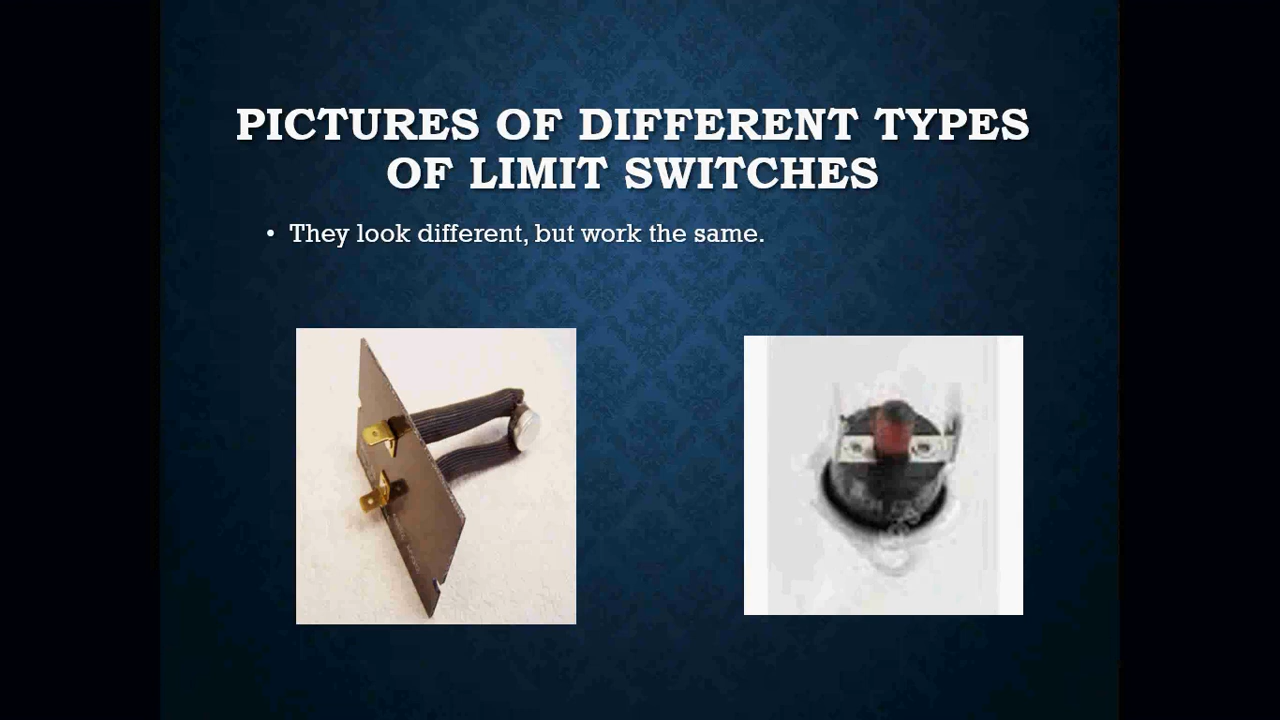 PICTURES OF DIFFERENT TYPES
OF LIMIT SWITCHES
• They look different, but work the same.